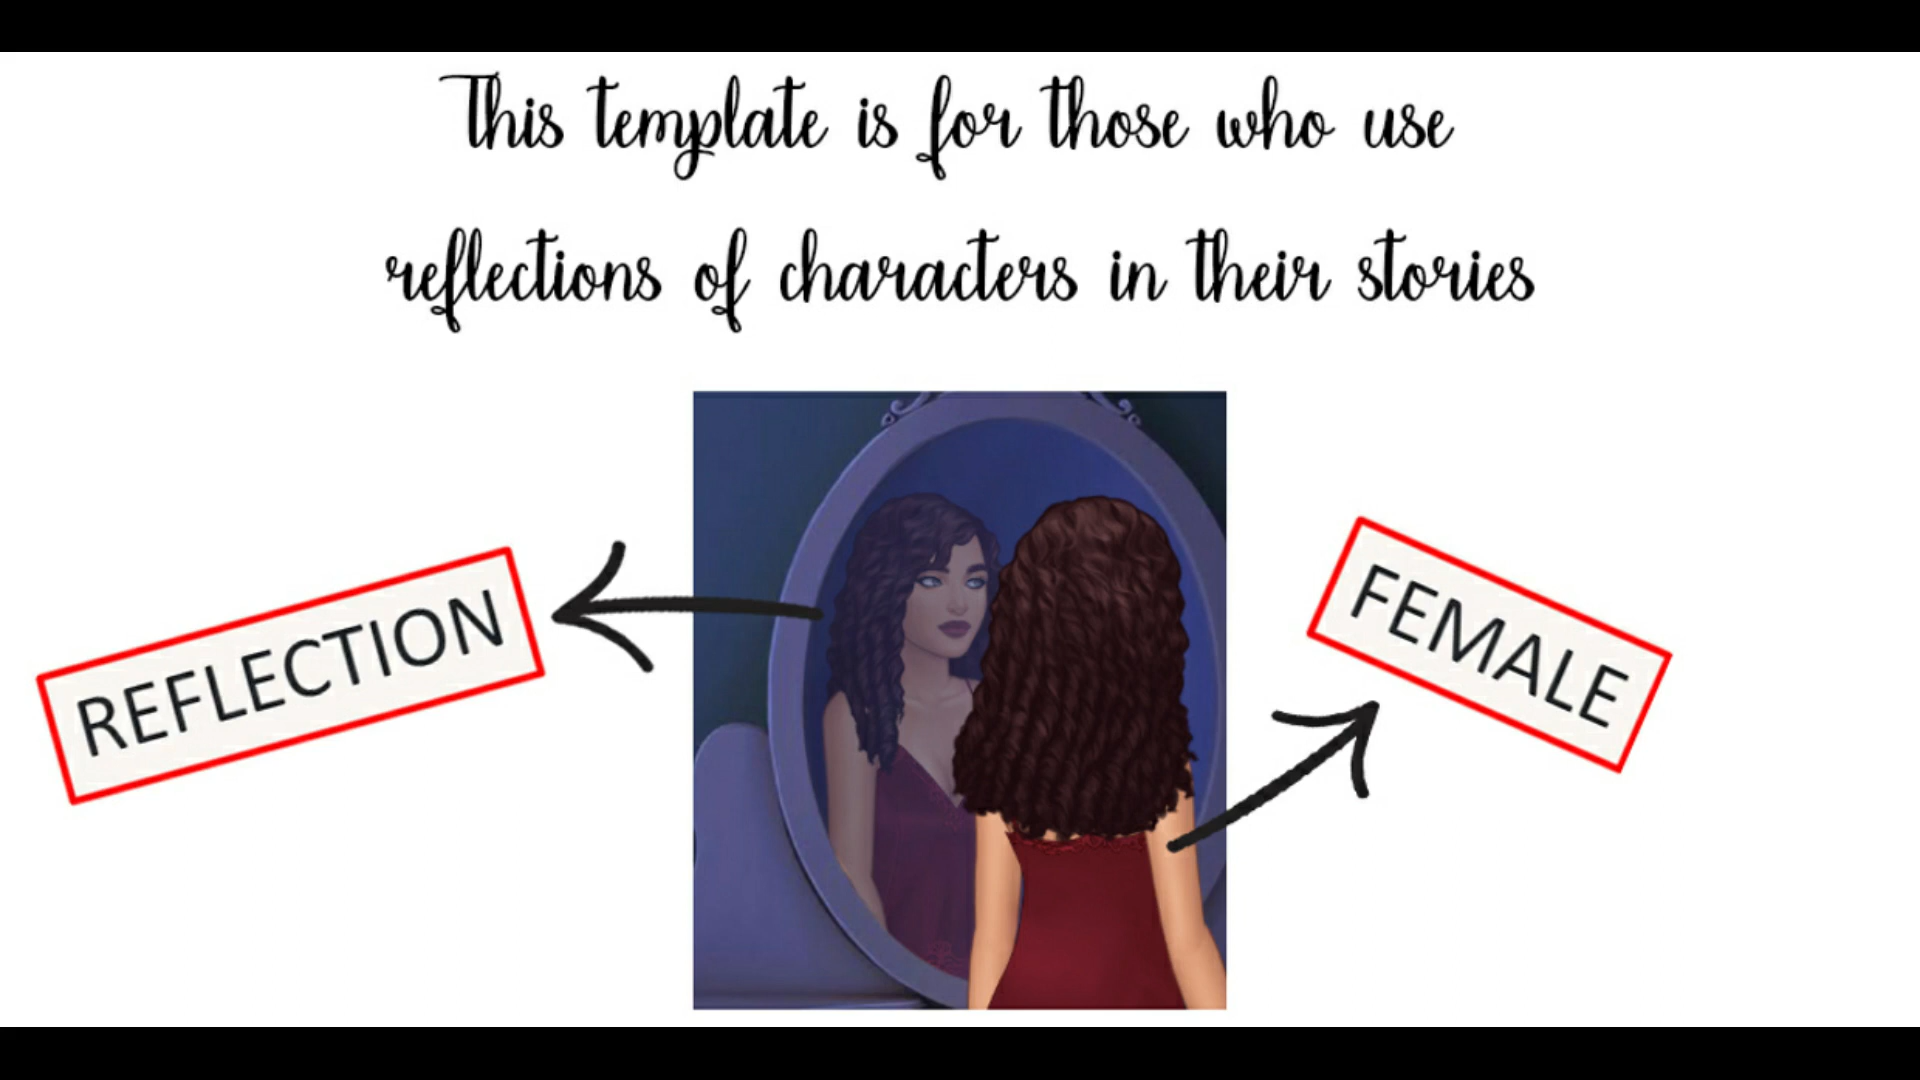 This template is for those who use
reflections of characters in their stories
REFLECTION
FEMALE